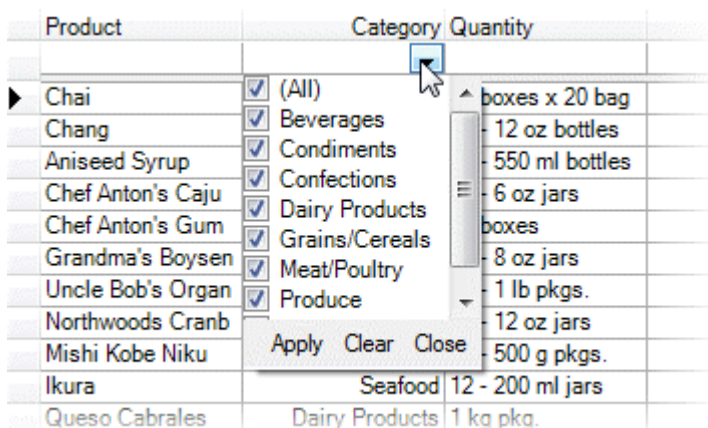 Product Category Quantity
(All)
Chai boxes x 20 bag
Beverages
Chang - 12 oz bottles
Condiments
Aniseed Syrup - 550 ml bottles
Confections
Chef Anton's Caju - 6 oz jars
Dairy Products
Chef Anton's Gum boxes
Grains/Cereals
Grandma's Boysen - 8 oz jars
Meat/Poultry
Uncle Bob's Organ - 1 lb pkgs.
Produce
Northwoods Cranb - 12 oz jars
Apply Clear Close
Mishi Kobe Niku - 500 g pkgs.
Ikura Seafood 12 - 200 ml jars
Queso Cabrales Dairy Products 1 kg pkg.